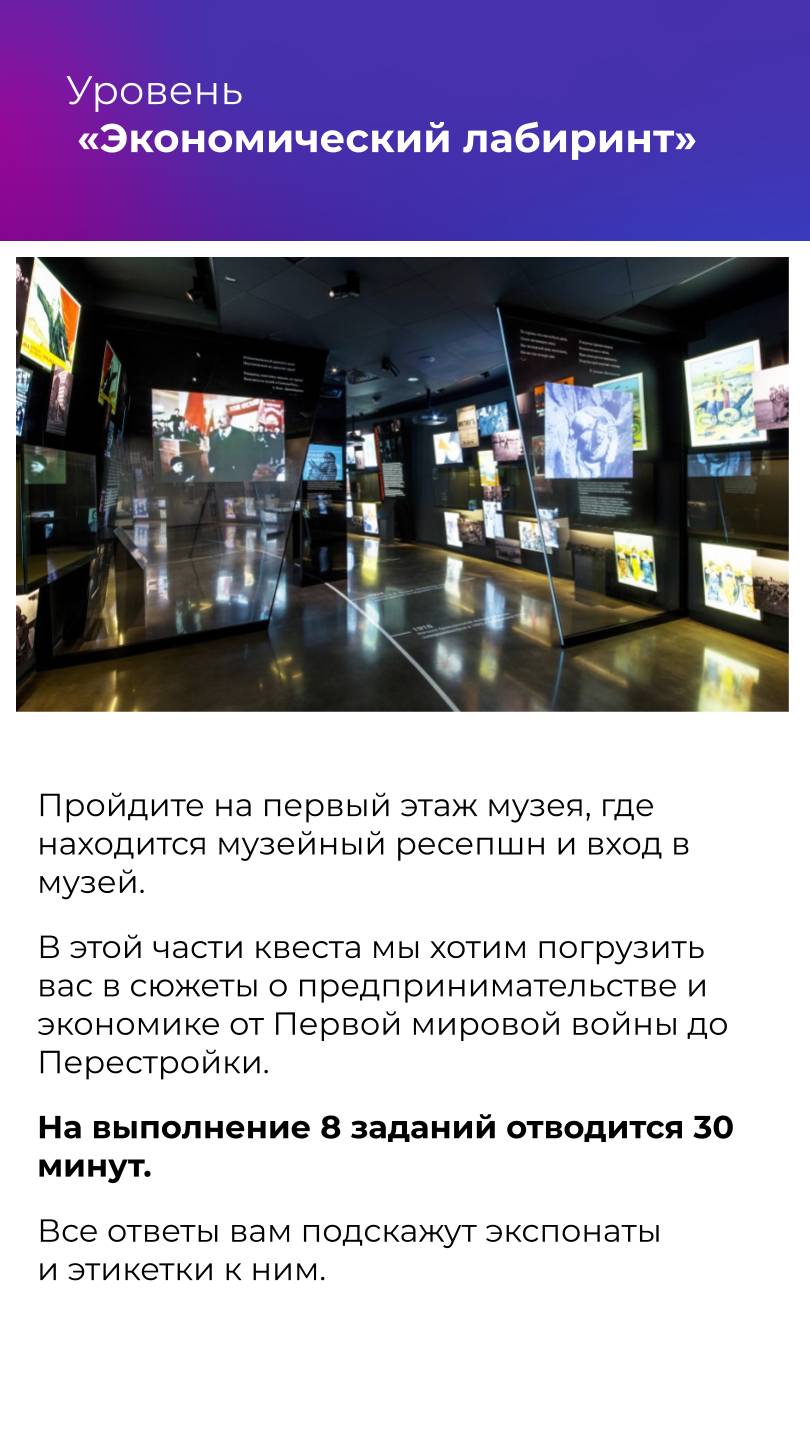 Уровень
«Экономический лабиринт»
1918
Пройдите на первый этаж музея, где
находится музейный ресепшн и вход в
музей.
В этой части квеста мы хотим погрузить
вас в сюжеты о предпринимательстве и
экономике от Первой мировой войны до
Перестройки.
На выполнение 8 заданий отводится 30
минут.
Все ответы вам подскажут экспонаты
и этикетки к ним.